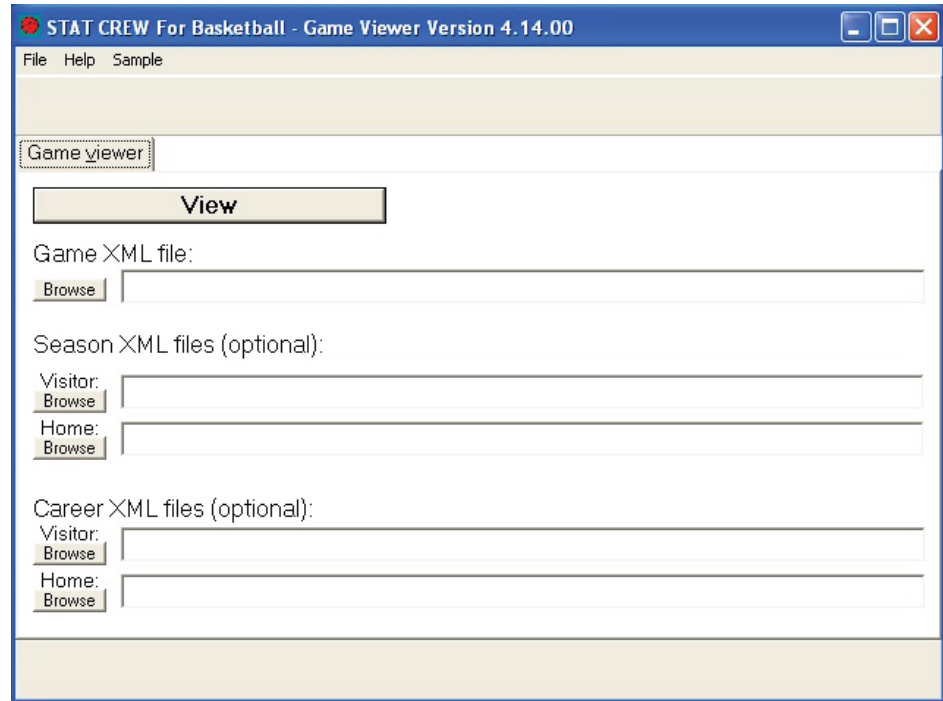 STAT CREW For Basketball - Game Viewer Version 4.14.00
File Help Sample
Game viewer
View
Game XML file:
Browse
Season XML files (optional):
Visitor:
Browse
Home:
Browse
Career XML files (optional):
Visitor:
Browse
Home:
Browse